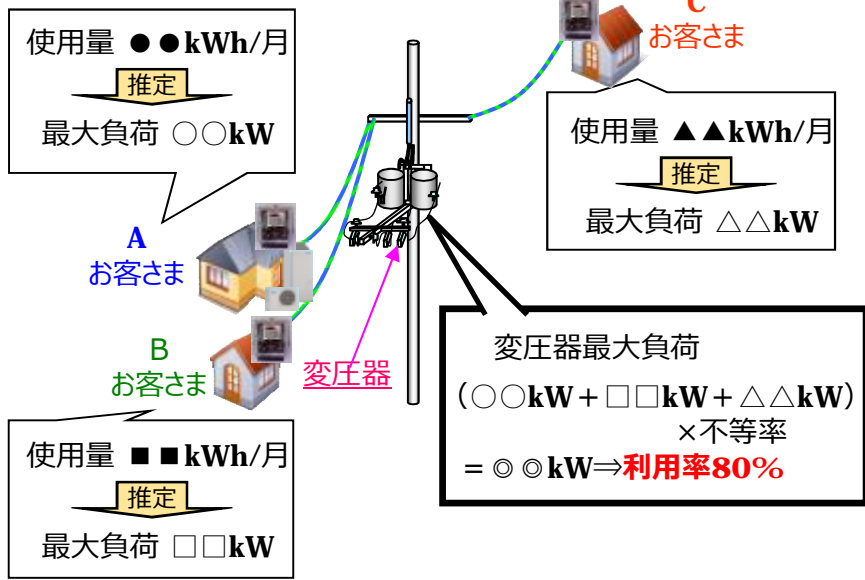 使用量 ●●kWh/月
推定
最大負荷 ○○kW
A
お客さま
B
お客さま
使用量 ■■kWh/月
推定
最大負荷 □□kW
変圧器
C
お客さま
使用量 ▲▲kWh/月
推定
最大負荷 △△kW
変圧器最大負荷
（○○kW＋□□kW＋△△kW）
×不等率
＝◎◎kW⇒利用率80%